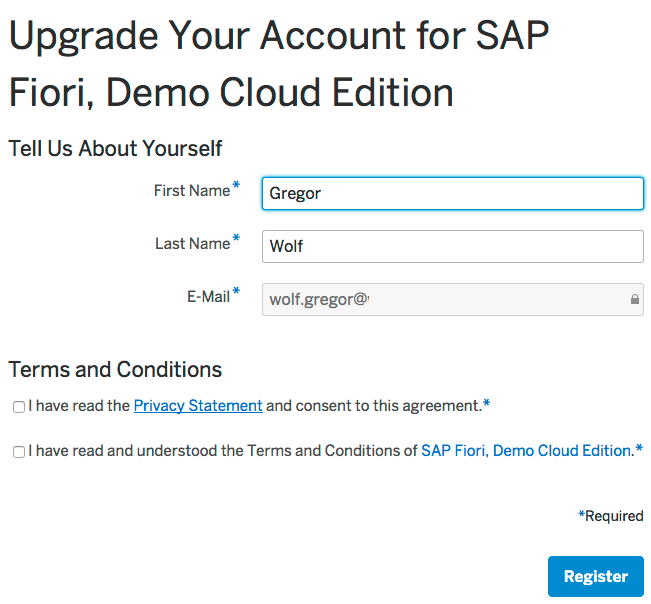 Upgrade Your Account for SAP
Fiori, Demo Cloud Edition
Tell Us About Yourself
First Name*
Gregor
Last Name*
Wolf
E-Mail*
wolf.gregor@
Terms and Conditions
I have read the Privacy Statement and consent to this agreement.*
I have read and understood the Terms and Conditions of SAP Fiori, Demo Cloud Edition.*
*Required
Register